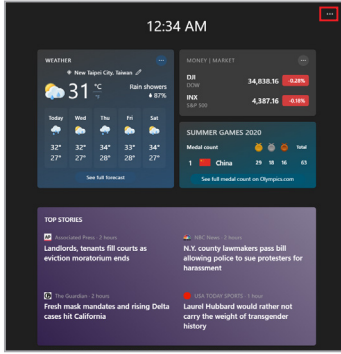 12:34 AM
WEATHER
New Taipei City, Taiwan
31 °C
Rain showers
87%
Today Wed Thu Fri Sat
32° 32° 34° 33° 34°
27° 27° 28° 28° 27°
See full forecast
MONEY | MARKET
DJI
DOW
34,838.16 -0.28%
INX
S&P 500
4,387.16 -0.18%
SUMMER GAMES 2020
Medal count Total
1 China 29 18 16 63
See full medal count on Olympics.com
TOP STORIES
AP Associated Press · 2 hours
Landlords, tenants fill courts as
eviction moratorium ends
NBC News · 2 hours
N.Y. county lawmakers pass bill
allowing police to sue protesters for
harassment
The Guardian · 2 hours
Fresh mask mandates and rising Delta
cases hit California
USA TODAY SPORTS · 1 hour
Laurel Hubbard would rather not
carry the weight of transgender
history